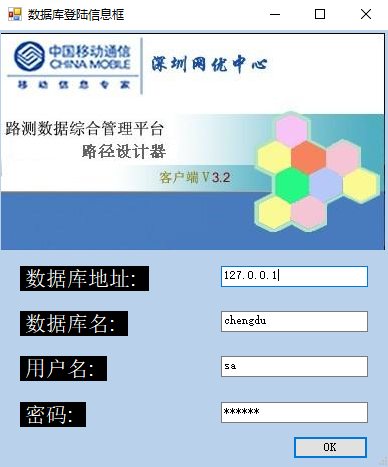 数据库登陆信息框
中国移动通信
CHINA MOBILE
移动信息专家
深圳网优中心
路测数据综合管理平台
路径设计器
客户端 V 3.2
数据库地址:
127.0.0.1
数据库名:
chengdu
用户名:
sa
密码:
******
OK